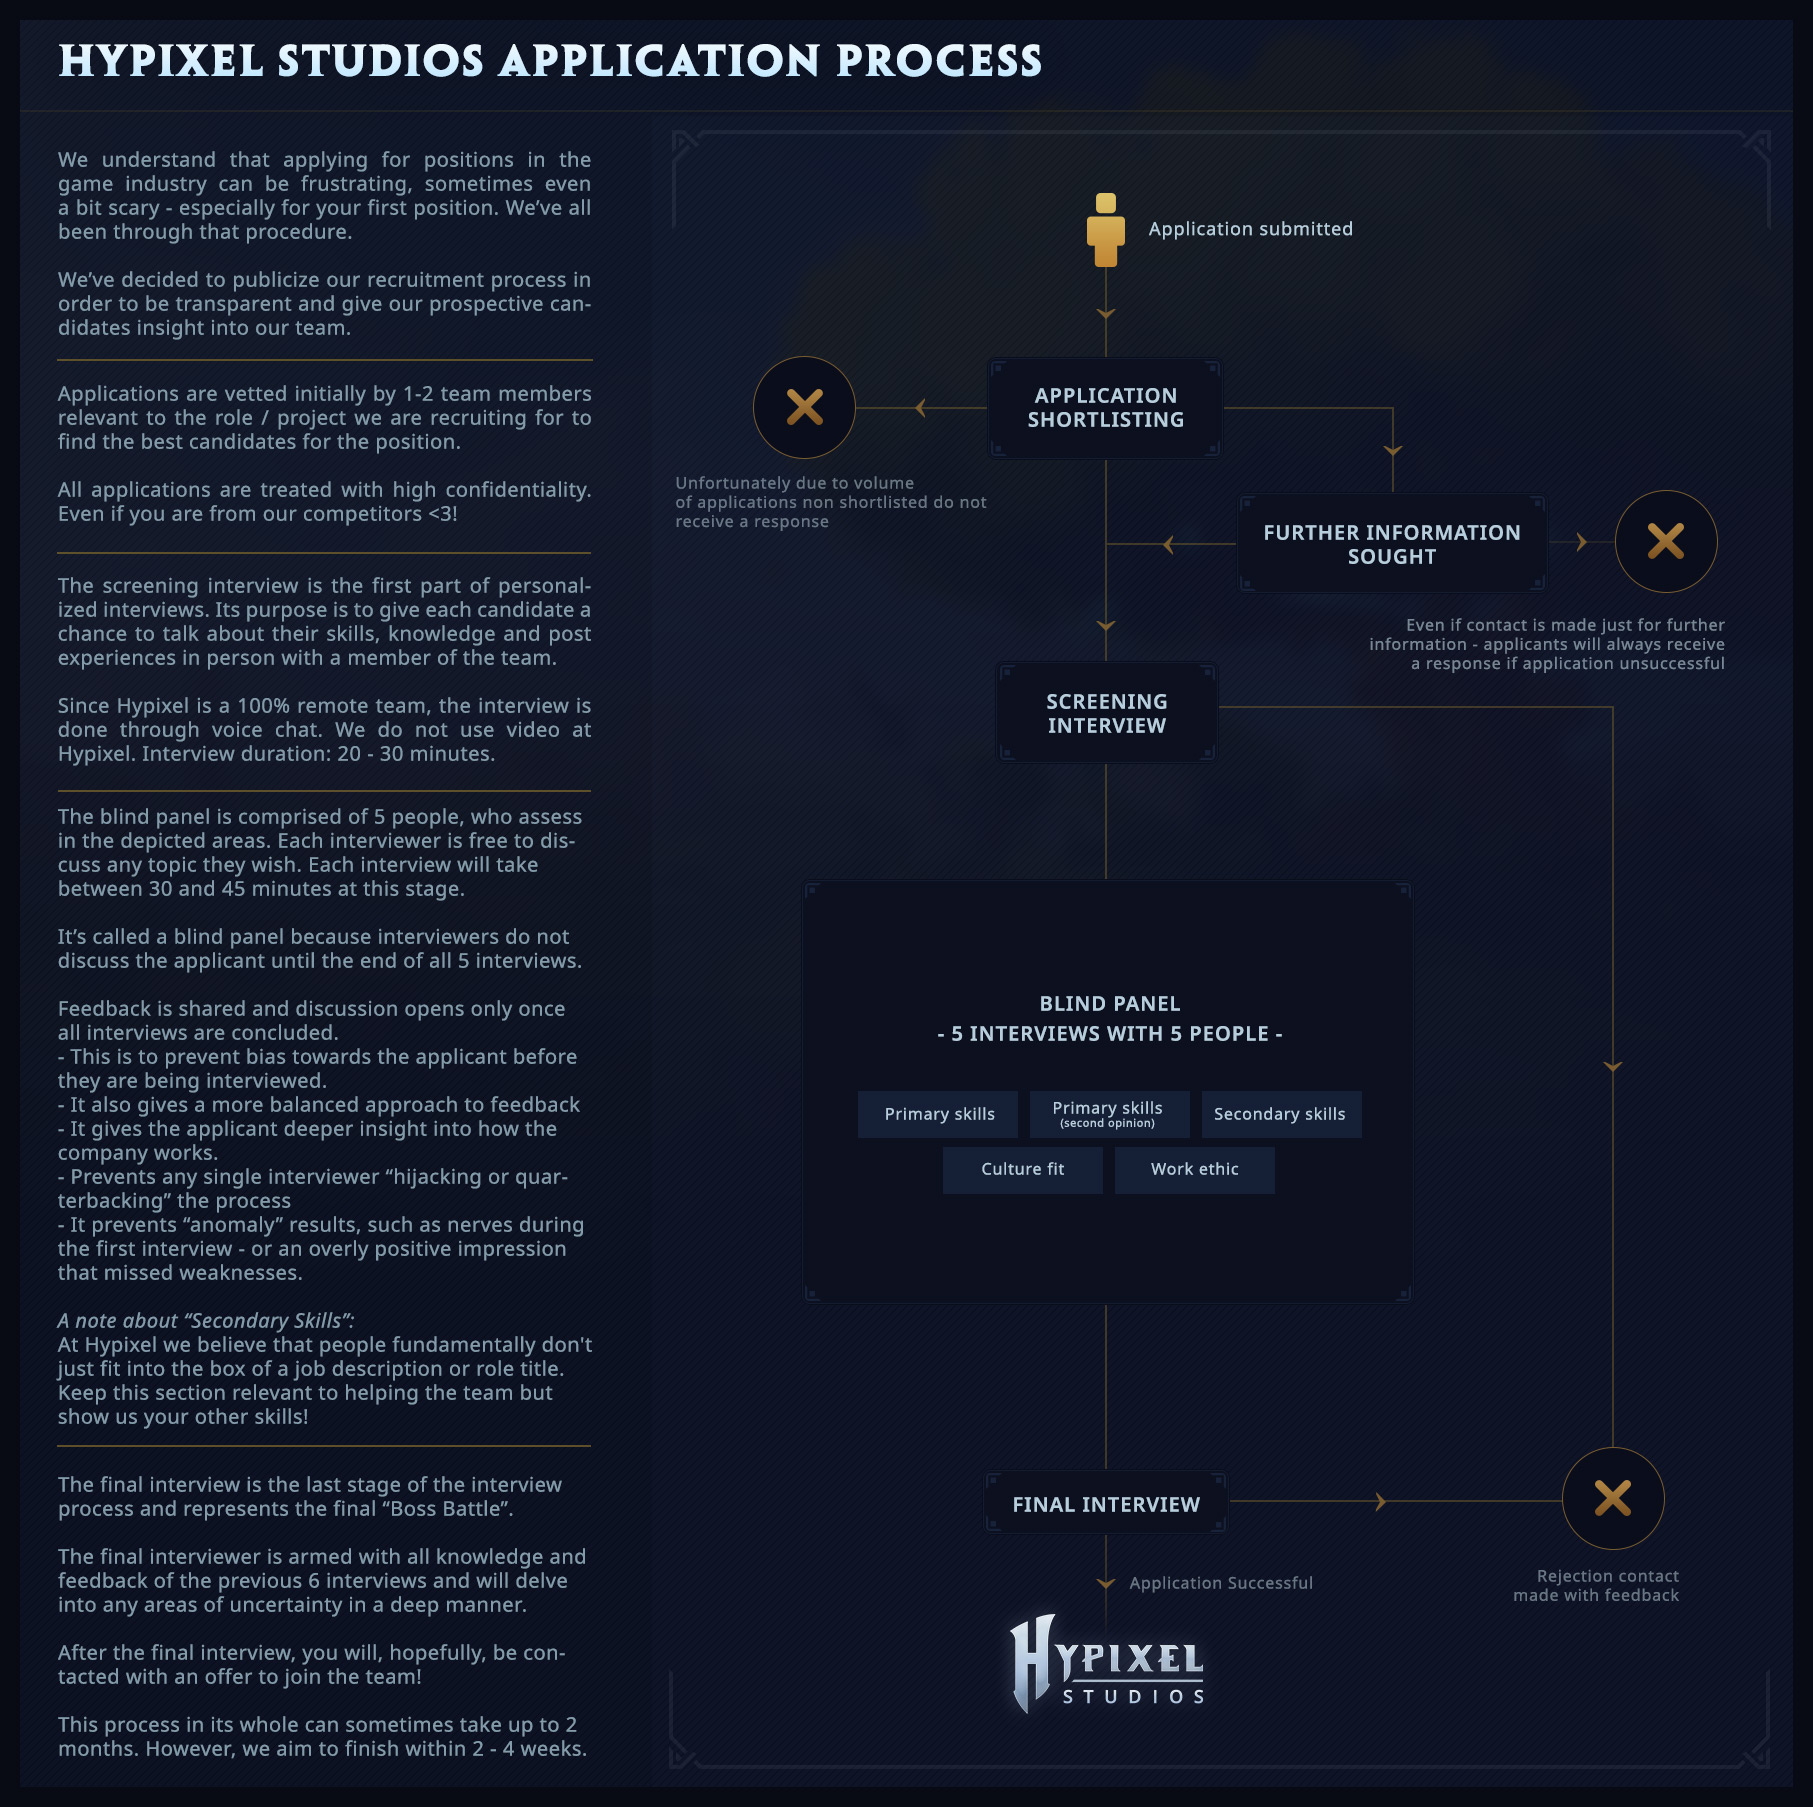 HYPIXEL STUDIOS APPLICATION PROCESS
We understand that applying for positions in the
game industry can be frustrating, sometimes even
a bit scary - especially for your first position. We’ve all
been through that procedure.
We’ve decided to publicize our recruitment process in
order to be transparent and give our prospective can-
didates insight into our team.
Applications are vetted initially by 1-2 team members
relevant to the role / project we are recruiting for to
find the best candidates for the position.
All applications are treated with high confidentiality.
Even if you are from our competitors <3!
The screening interview is the first part of personal-
ized interviews. Its purpose is to give each candidate a
chance to talk about their skills, knowledge and post
experiences in person with a member of the team.
Since Hypixel is a 100% remote team, the interview is
done through voice chat. We do not use video at
Hypixel. Interview duration: 20 - 30 minutes.
The blind panel is comprised of 5 people, who assess
in the depicted areas. Each interviewer is free to dis-
cuss any topic they wish. Each interview will take
between 30 and 45 minutes at this stage.
It’s called a blind panel because interviewers do not
discuss the applicant until the end of all 5 interviews.
Feedback is shared and discussion opens only once
all interviews are concluded.
- This is to prevent bias towards the applicant before
they are being interviewed.
- It also gives a more balanced approach to feedback
- It gives the applicant deeper insight into how the
company works.
- Prevents any single interviewer “hijacking or quar-
terbacking” the process
- It prevents “anomaly” results, such as nerves during
the first interview - or an overly positive impression
that missed weaknesses.
A note about “Secondary Skills”:
At Hypixel we believe that people fundamentally don't
just fit into the box of a job description or role title.
Keep this section relevant to helping the team but
show us your other skills!
The final interview is the last stage of the interview
process and represents the final “Boss Battle”.
The final interviewer is armed with all knowledge and
feedback of the previous 6 interviews and will delve
into any areas of uncertainty in a deep manner.
After the final interview, you will, hopefully, be con-
tacted with an offer to join the team!
This process in its whole can sometimes take up to 2
months. However, we aim to finish within 2 - 4 weeks.
Application submitted
APPLICATION
SHORTLISTING
Unfortunately due to volume
of applications non shortlisted do not
receive a response
FURTHER INFORMATION
SOUGHT
Even if contact is made just for further
information - applicants will always receive
a response if application unsuccessful
SCREENING
INTERVIEW
BLIND PANEL
- 5 INTERVIEWS WITH 5 PEOPLE -
Primary skills
Primary skills
(second opinion)
Secondary skills
Culture fit
Work ethic
FINAL INTERVIEW
Application Successful
Rejection contact
made with feedback
HYPIXEL
STUDIOS